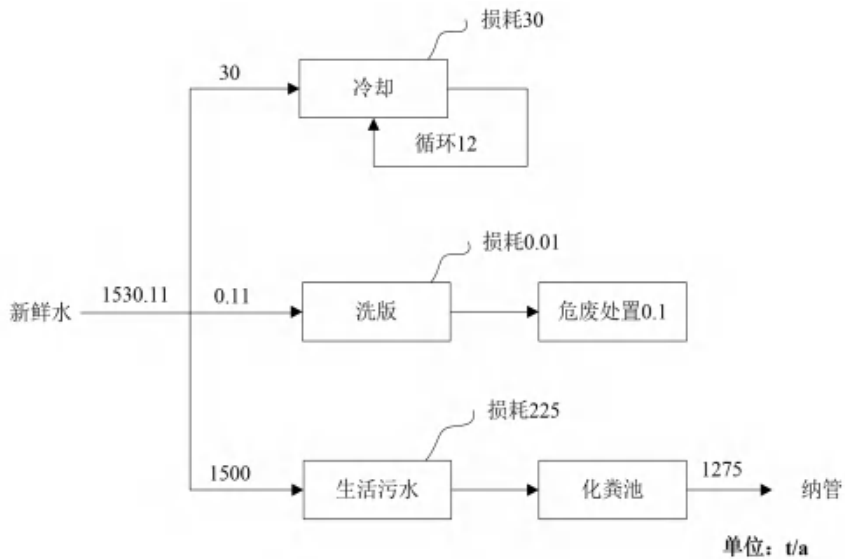 损耗30
30
冷却
循环12
损耗0.01
新鲜水
1530.11
0.11
洗版
危废处置0.1
损耗225
1500
生活污水
化粪池
1275
纳管
单位：t/a